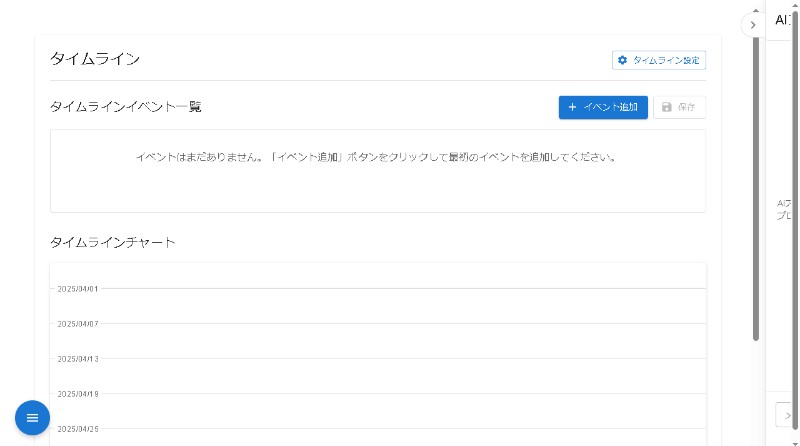 タイムライン
タイムライン設定
タイムラインイベント一覧
イベント追加
保存
イベントはまだありません。「イベント追加」ボタンをクリックして最初のイベントを追加してください。
タイムラインチャート
2025/04/01
2025/04/07
2025/04/13
2025/04/19
2025/04/25